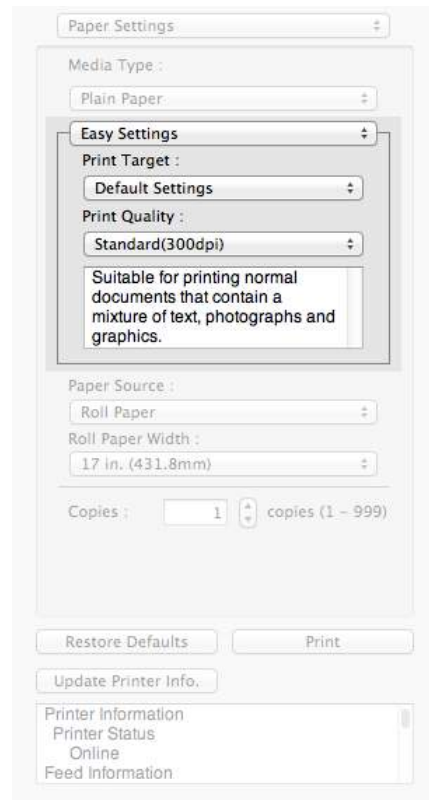 Paper Settings
Media Type :
Plain Paper
Easy Settings
Print Target :
Default Settings
Print Quality :
Standard(300dpi)
Suitable for printing normal
documents that contain a
mixture of text, photographs and
graphics.
Paper Source :
Roll Paper
Roll Paper Width :
17 in. (431.8mm)
Copies : 1 copies (1 – 999)
Restore Defaults Print
Update Printer Info.
Printer Information
Printer Status
Online
Feed Information